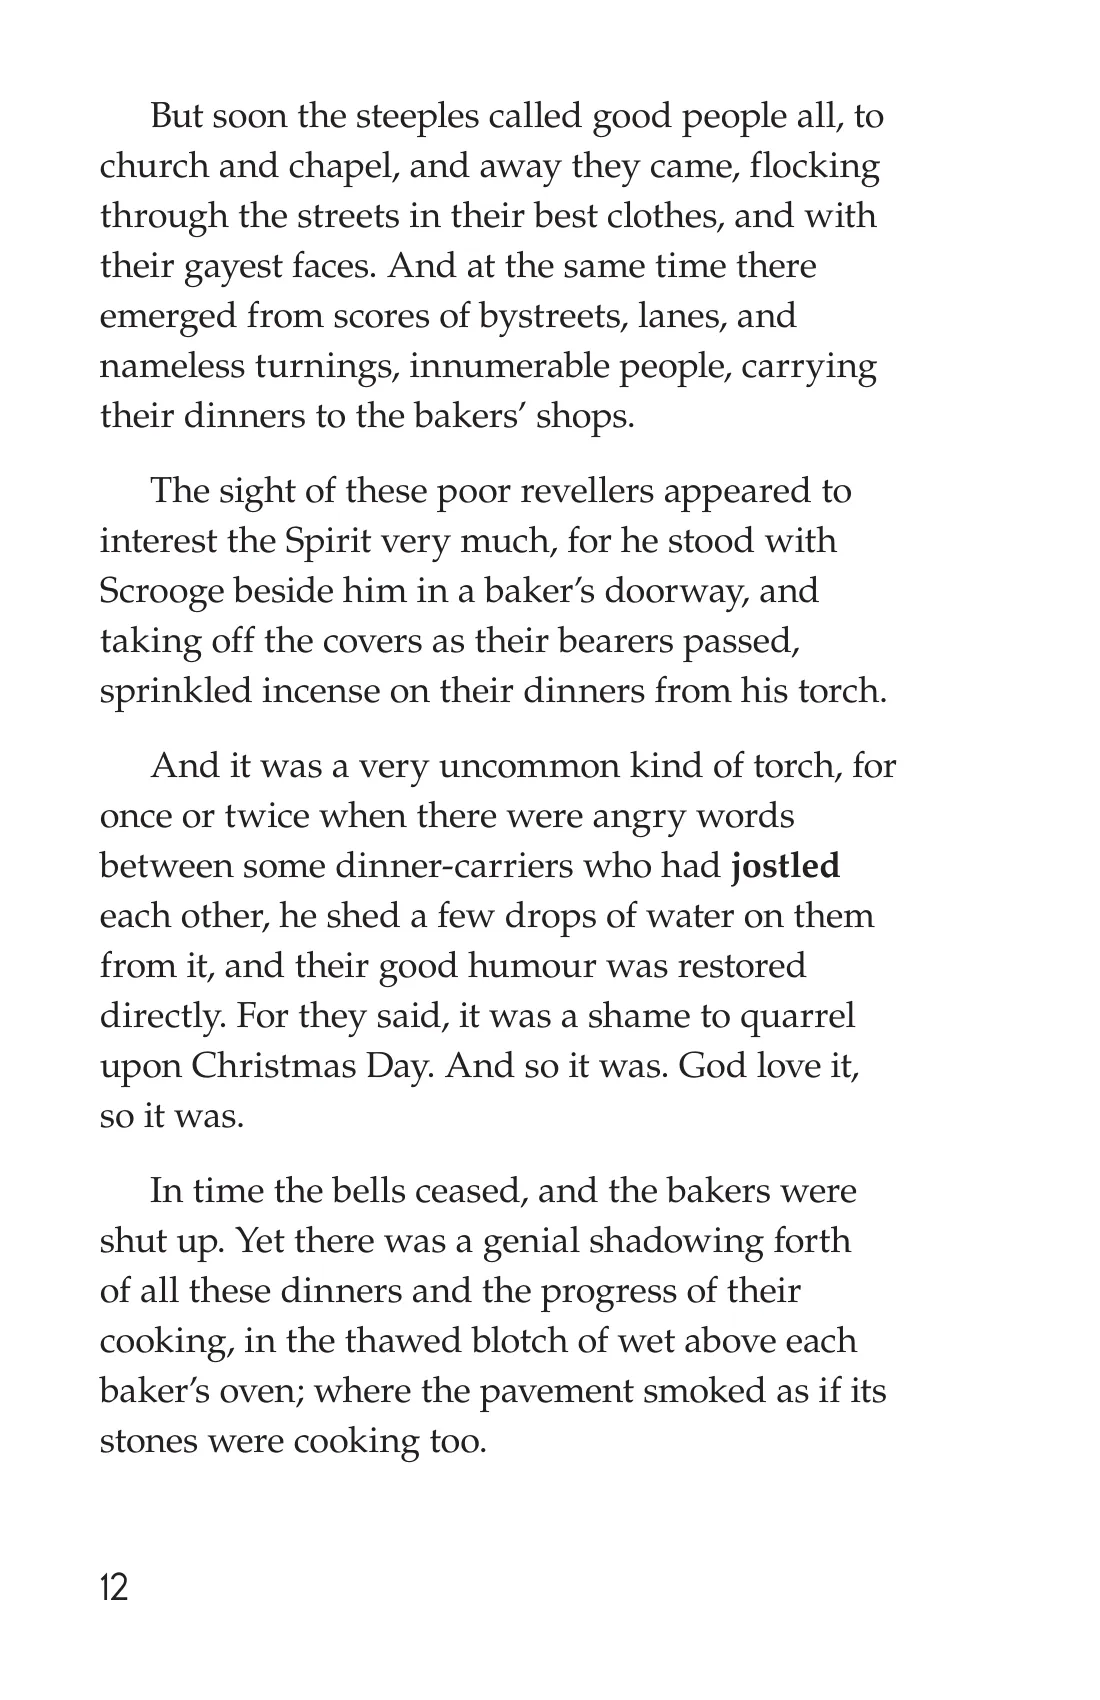 But soon the steeples called good people all, to
church and chapel, and away they came, flocking
through the streets in their best clothes, and with
their gayest faces. And at the same time there
emerged from scores of bystreets, lanes, and
nameless turnings, innumerable people, carrying
their dinners to the bakers’ shops.
The sight of these poor revellers appeared to
interest the Spirit very much, for he stood with
Scrooge beside him in a baker’s doorway, and
taking off the covers as their bearers passed,
sprinkled incense on their dinners from his torch.
And it was a very uncommon kind of torch, for
once or twice when there were angry words
between some dinner-carriers who had jostled
each other, he shed a few drops of water on them
from it, and their good humour was restored
directly. For they said, it was a shame to quarrel
upon Christmas Day. And so it was. God love it,
so it was.
In time the bells ceased, and the bakers were
shut up. Yet there was a genial shadowing forth
of all these dinners and the progress of their
cooking, in the thawed blotch of wet above each
baker’s oven; where the pavement smoked as if its
stones were cooking too.
12